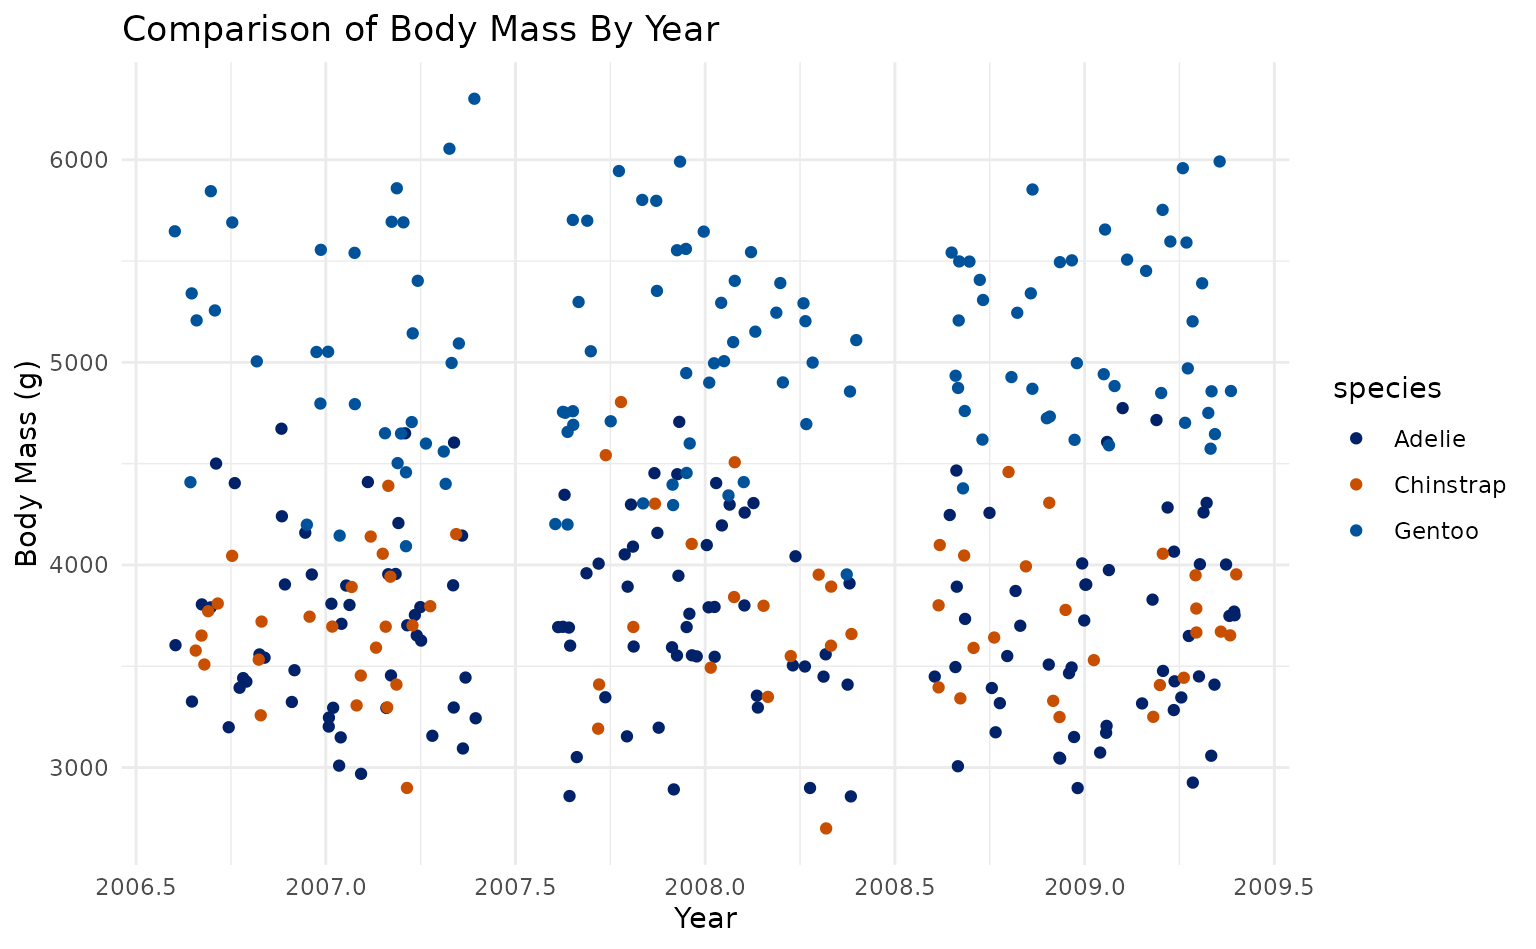 Comparison of Body Mass By Year
6000
5000
4000
3000
Body Mass (g)
2006.5 2007.0 2007.5 2008.0 2008.5 2009.0 2009.5
Year
species
Adelie
Chinstrap
Gentoo